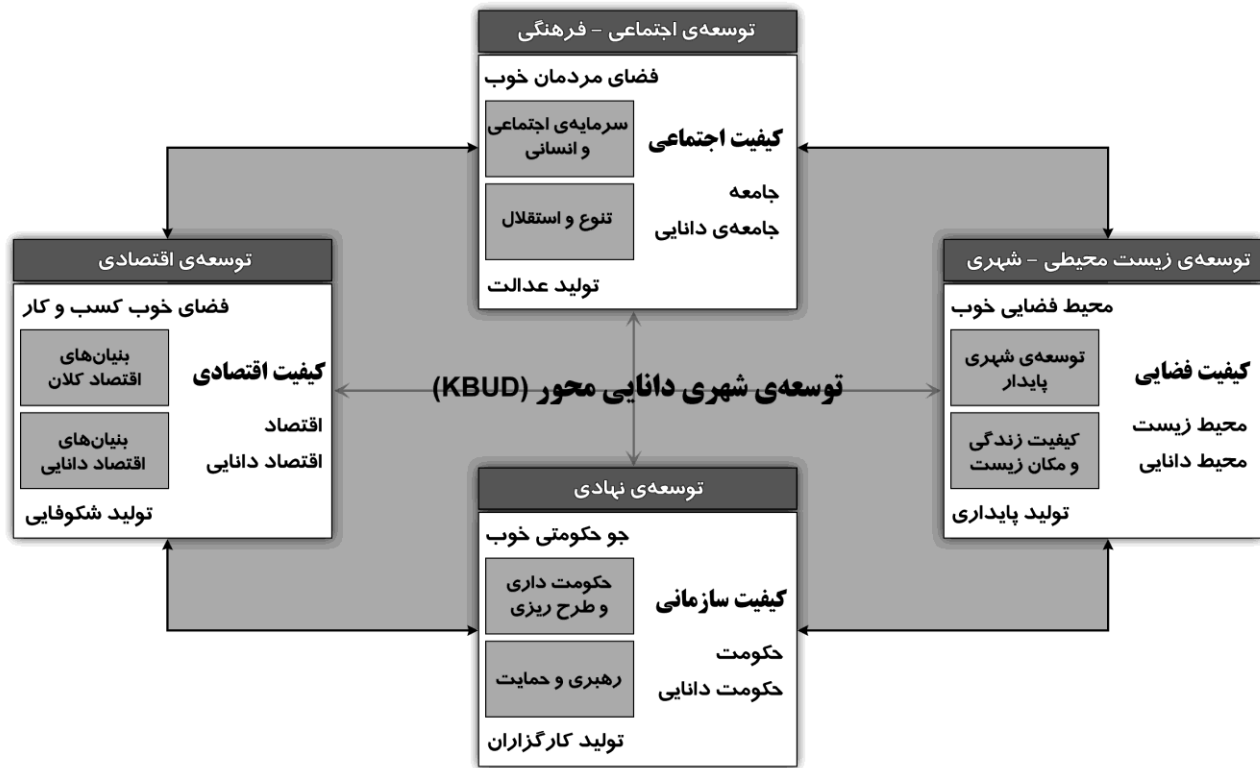 توسعه‌ی اجتماعی - فرهنگی
فضای مردمان خوب
کیفیت اجتماعی
جامعه
جامعه‌ی دانایی
سرمایه‌ی اجتماعی
و انسانی
تنوع و استقلال
تولید عدالت
توسعه‌ی زیست محیطی - شهری
محیط فضایی خوب
کیفیت فضایی
محیط زیست
محیط دانایی
توسعه‌ی شهری
پایدار
کیفیت زندگی
و مکان زیست
تولید پایداری
توسعه‌ی شهری دانایی محور (KBUD)
توسعه‌ی اقتصادی
فضای خوب کسب و کار
کیفیت اقتصادی
اقتصاد
اقتصاد دانایی
بنیان‌های
اقتصاد کلان
بنیان‌های
اقتصاد دانایی
تولید شکوفایی
توسعه‌ی نهادی
جو حکومتی خوب
کیفیت سازمانی
حکومت
حکومت دانایی
حکومت داری
و طرح ریزی
رهبری و حمایت
تولید کارگزاران